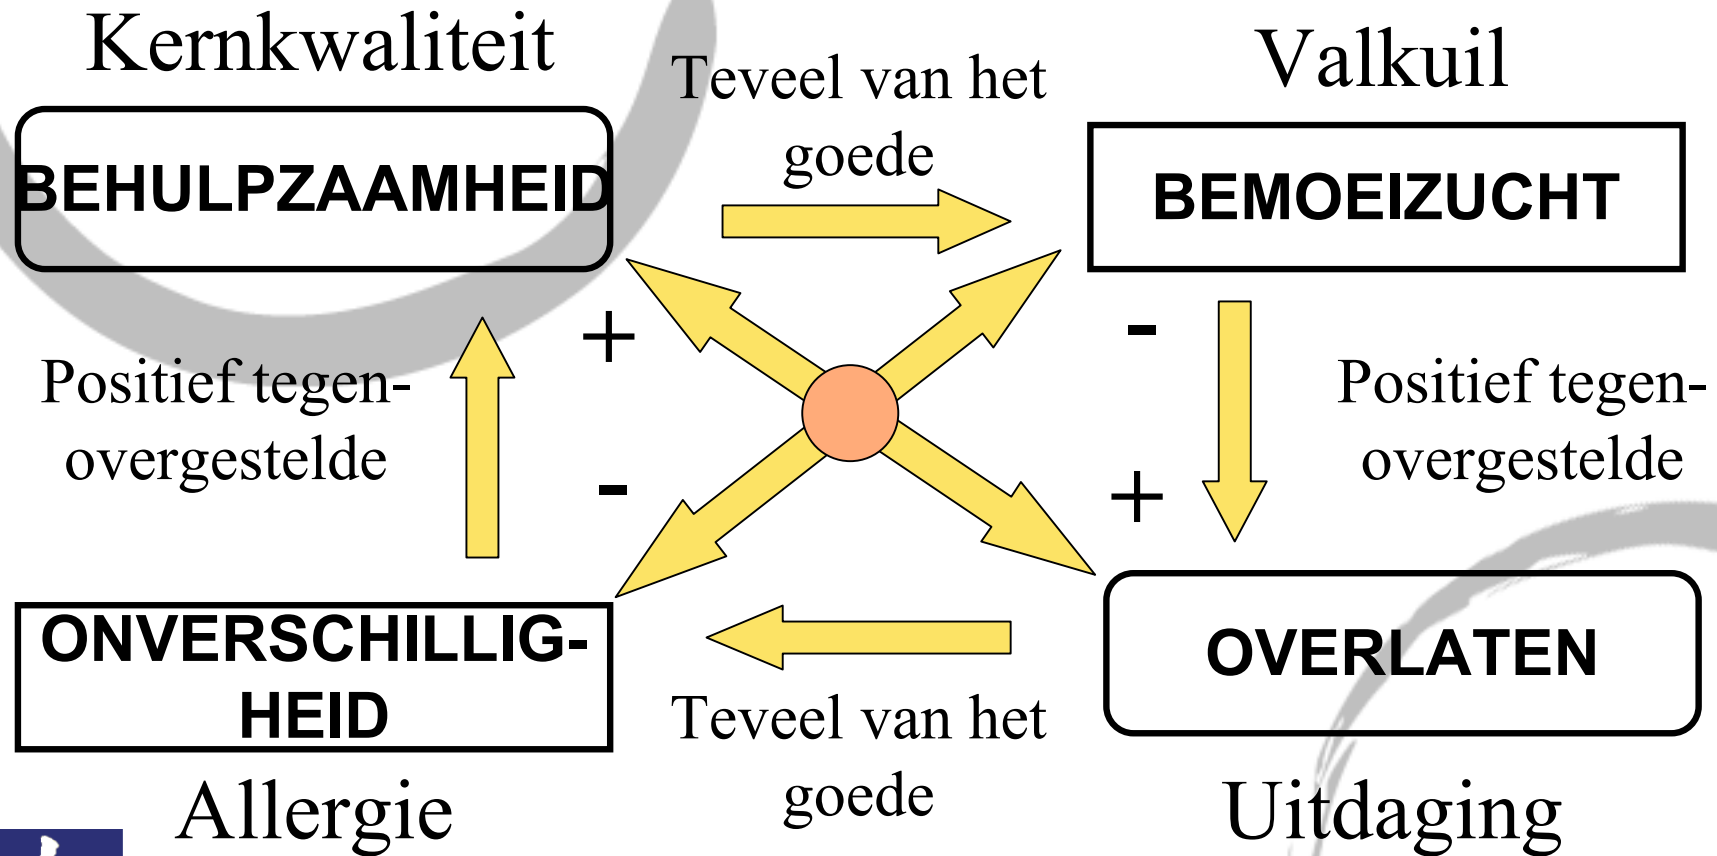 Kernkwaliteit
Teveel van het
goede
Valkuil
BEHULPZAAMHEID
BEMOEIZUCHT
+
-
Positief tegen-
overgestelde
Positief tegen-
overgestelde
-
+
ONVERSCHILLIG-
HEID
OVERLATEN
Teveel van het
goede
Allergie
Uitdaging